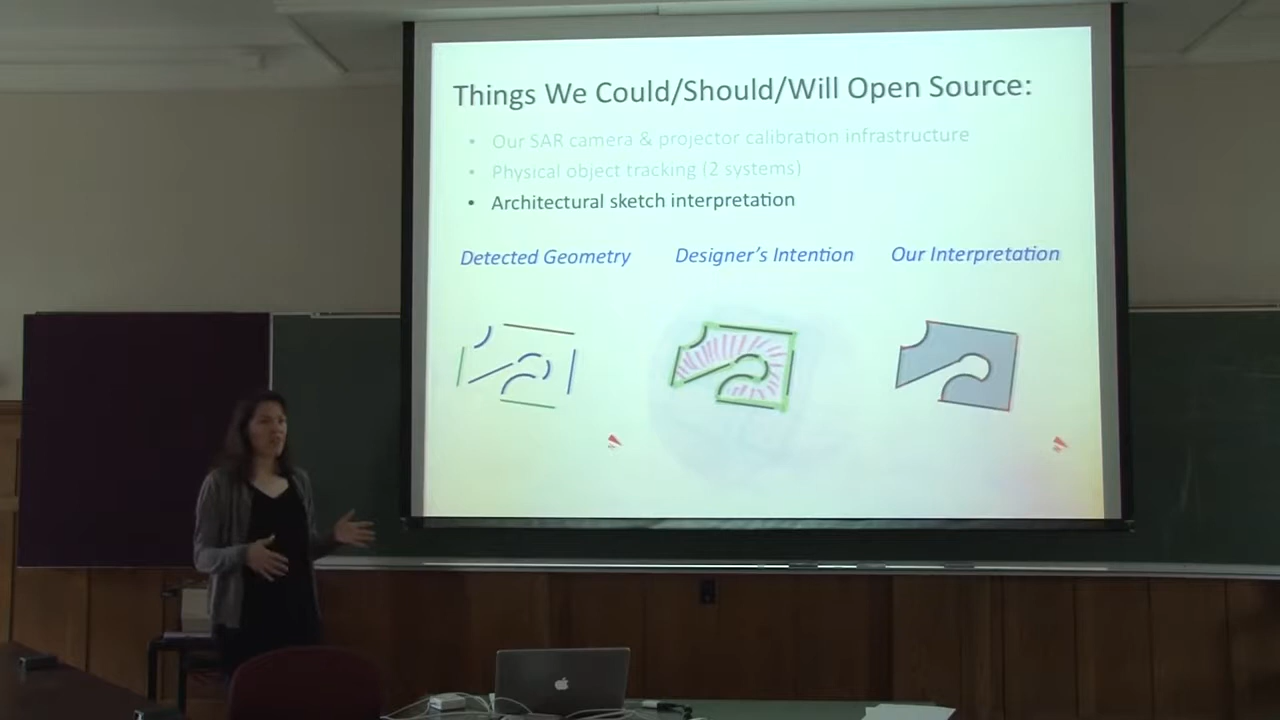 Things We Could/Should/Will Open Source:
• Our SAR camera & projector calibration infrastructure
• Physical object tracking (2 systems)
• Architectural sketch interpretation
Detected Geometry Designer's Intention Our Interpretation